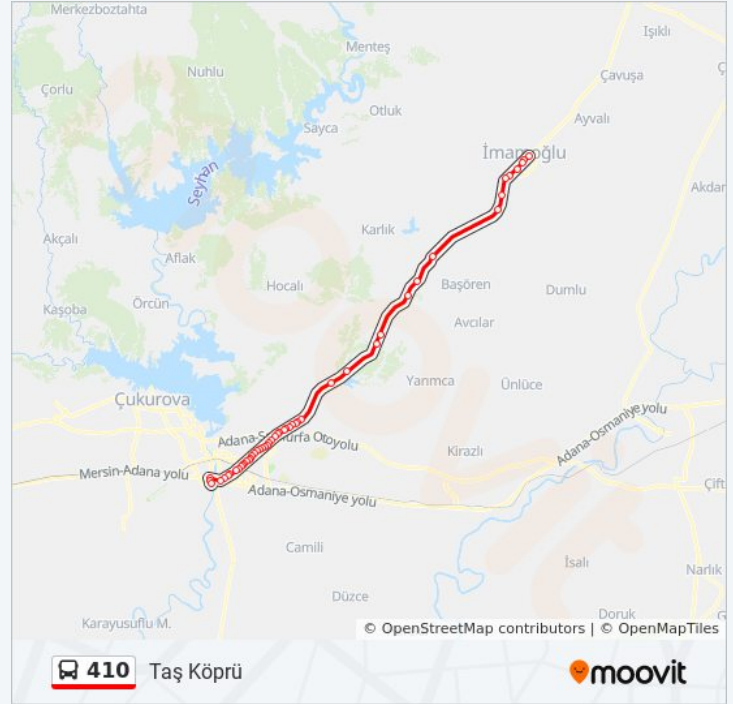 Merkezboztahta
Işıklı
Menteş
Nuhlu
Çavuşa
Çorlu
Otluk
Ayvalı
Sayca
İmamoğlu
Seyhan
Karlık
Akçalı
Aflak
Hocalı
Başören
Dumlu
Örcün
Kaşoba
Avcılar
Yarımca
Ünlüce
Çukurova
Adana-Şanlıurfa Otoyolu
Kirazlı
Adana-Osmaniye yolu
Mersin-Adana yolu
Adana-Osmaniye yolu
Camili
İsalı
Düzce
Narlık
Doruk
Karayusuflu M.
© OpenStreetMap contributors | © OpenMapTiles
410 Taş Köprü
moovit